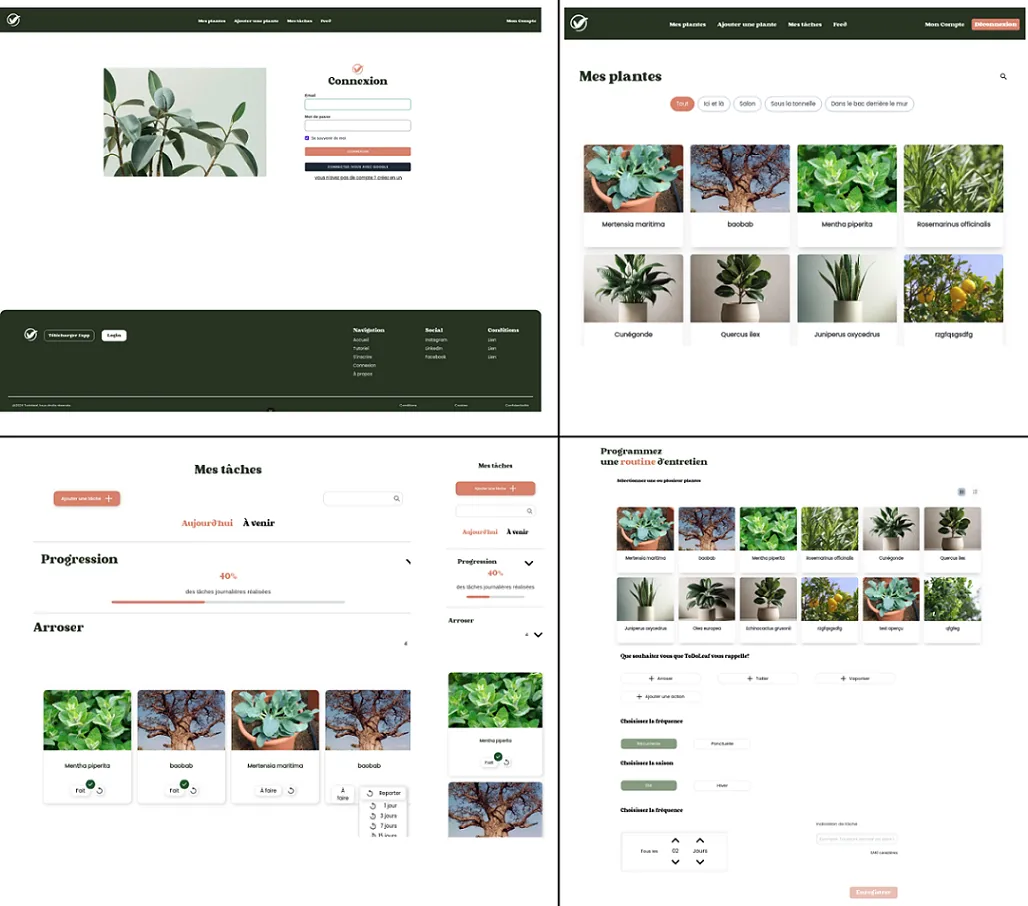 Mes plantes Ajouter une plante Mes tâches Feed Mon Compte
Connexion
Email
Mot de passe
Se souvenir de moi
CONNEXION
CONNECTEZ-VOUS AVEC GOOGLE
Vous n'avez pas de compte ? Créez en un
Télécharger l'app Login
Navigation Social Conditions
Accueil Instagram Lien
Tutoriel LinkedIn Lien
S'inscrire Facebook Lien
Connexion
À propos
Conditions Cookies Confidentialité
Mes plantes Ajouter une plante Mes tâches Feed Mon Compte Déconnexion
Mes plantes
Tout Ici et là Salon Sous la tonnelle Dans le bac derrière le mur
Mertensia maritima baobab Mentha piperita Rosemarinus officinalis
Cunégonde Quercus ilex Juniperus oxycedrus rzgfqsgsdfg
Mes tâches
Ajouter une tâche
Aujourd'hui À venir
Progression
40%
des tâches journalières réalisées
Arroser
4
Mentha piperita baobab Mertensia maritima baobab
Fait Fait À faire À faire
Reporter
1 jour
3 jours
7 jours
15 jours
Mes tâches
Ajouter une tâche
Aujourd'hui À venir
Progression
40%
des tâches journalières réalisées
Arroser
4
Mentha piperita
Fait
Programmez
une routine d'entretien
Sélectionnez une ou plusieur plantes
Mertensia maritima baobab Mentha piperita Rosemarinus officinalis Cunégonde Quercus ilex
Juniperus oxycedrus Olea europea Echinocactus grusonii rzgfqsgsdfg test aperçu
Que souhaitez vous que ToDoLeaf vous rappelle?
Arroser Tailler Vaporiser
Ajouter une action
Choisissez la fréquence
Récurrente Ponctuelle
Choisissez la saison
Été Hiver
Choisissez la fréquence
Tous les 02 Jours
Indication de tâche
Enregistrer